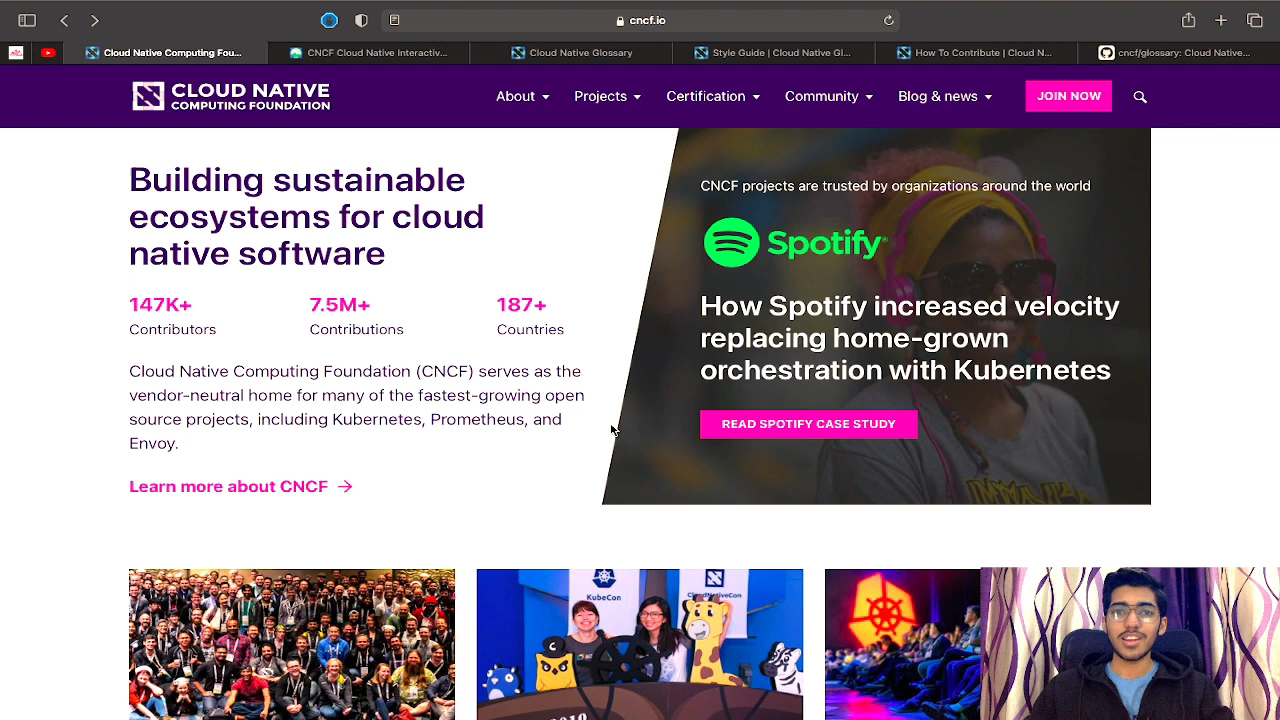 cncf.io
Cloud Native Computing Fou...
CNCF Cloud Native Interactiv...
Cloud Native Glossary
Style Guide | Cloud Native Gl...
How To Contribute | Cloud N...
cncf/glossary: Cloud Native...
CLOUD NATIVE
COMPUTING FOUNDATION
About
Projects
Certification
Community
Blog & news
JOIN NOW
Building sustainable
ecosystems for cloud
native software
147K+
Contributors
7.5M+
Contributions
187+
Countries
Cloud Native Computing Foundation (CNCF) serves as the
vendor-neutral home for many of the fastest-growing open
source projects, including Kubernetes, Prometheus, and
Envoy.
Learn more about CNCF
CNCF projects are trusted by organizations around the world
Spotify®
How Spotify increased velocity
replacing home-grown
orchestration with Kubernetes
READ SPOTIFY CASE STUDY
KubeCon
CloudNativeCon